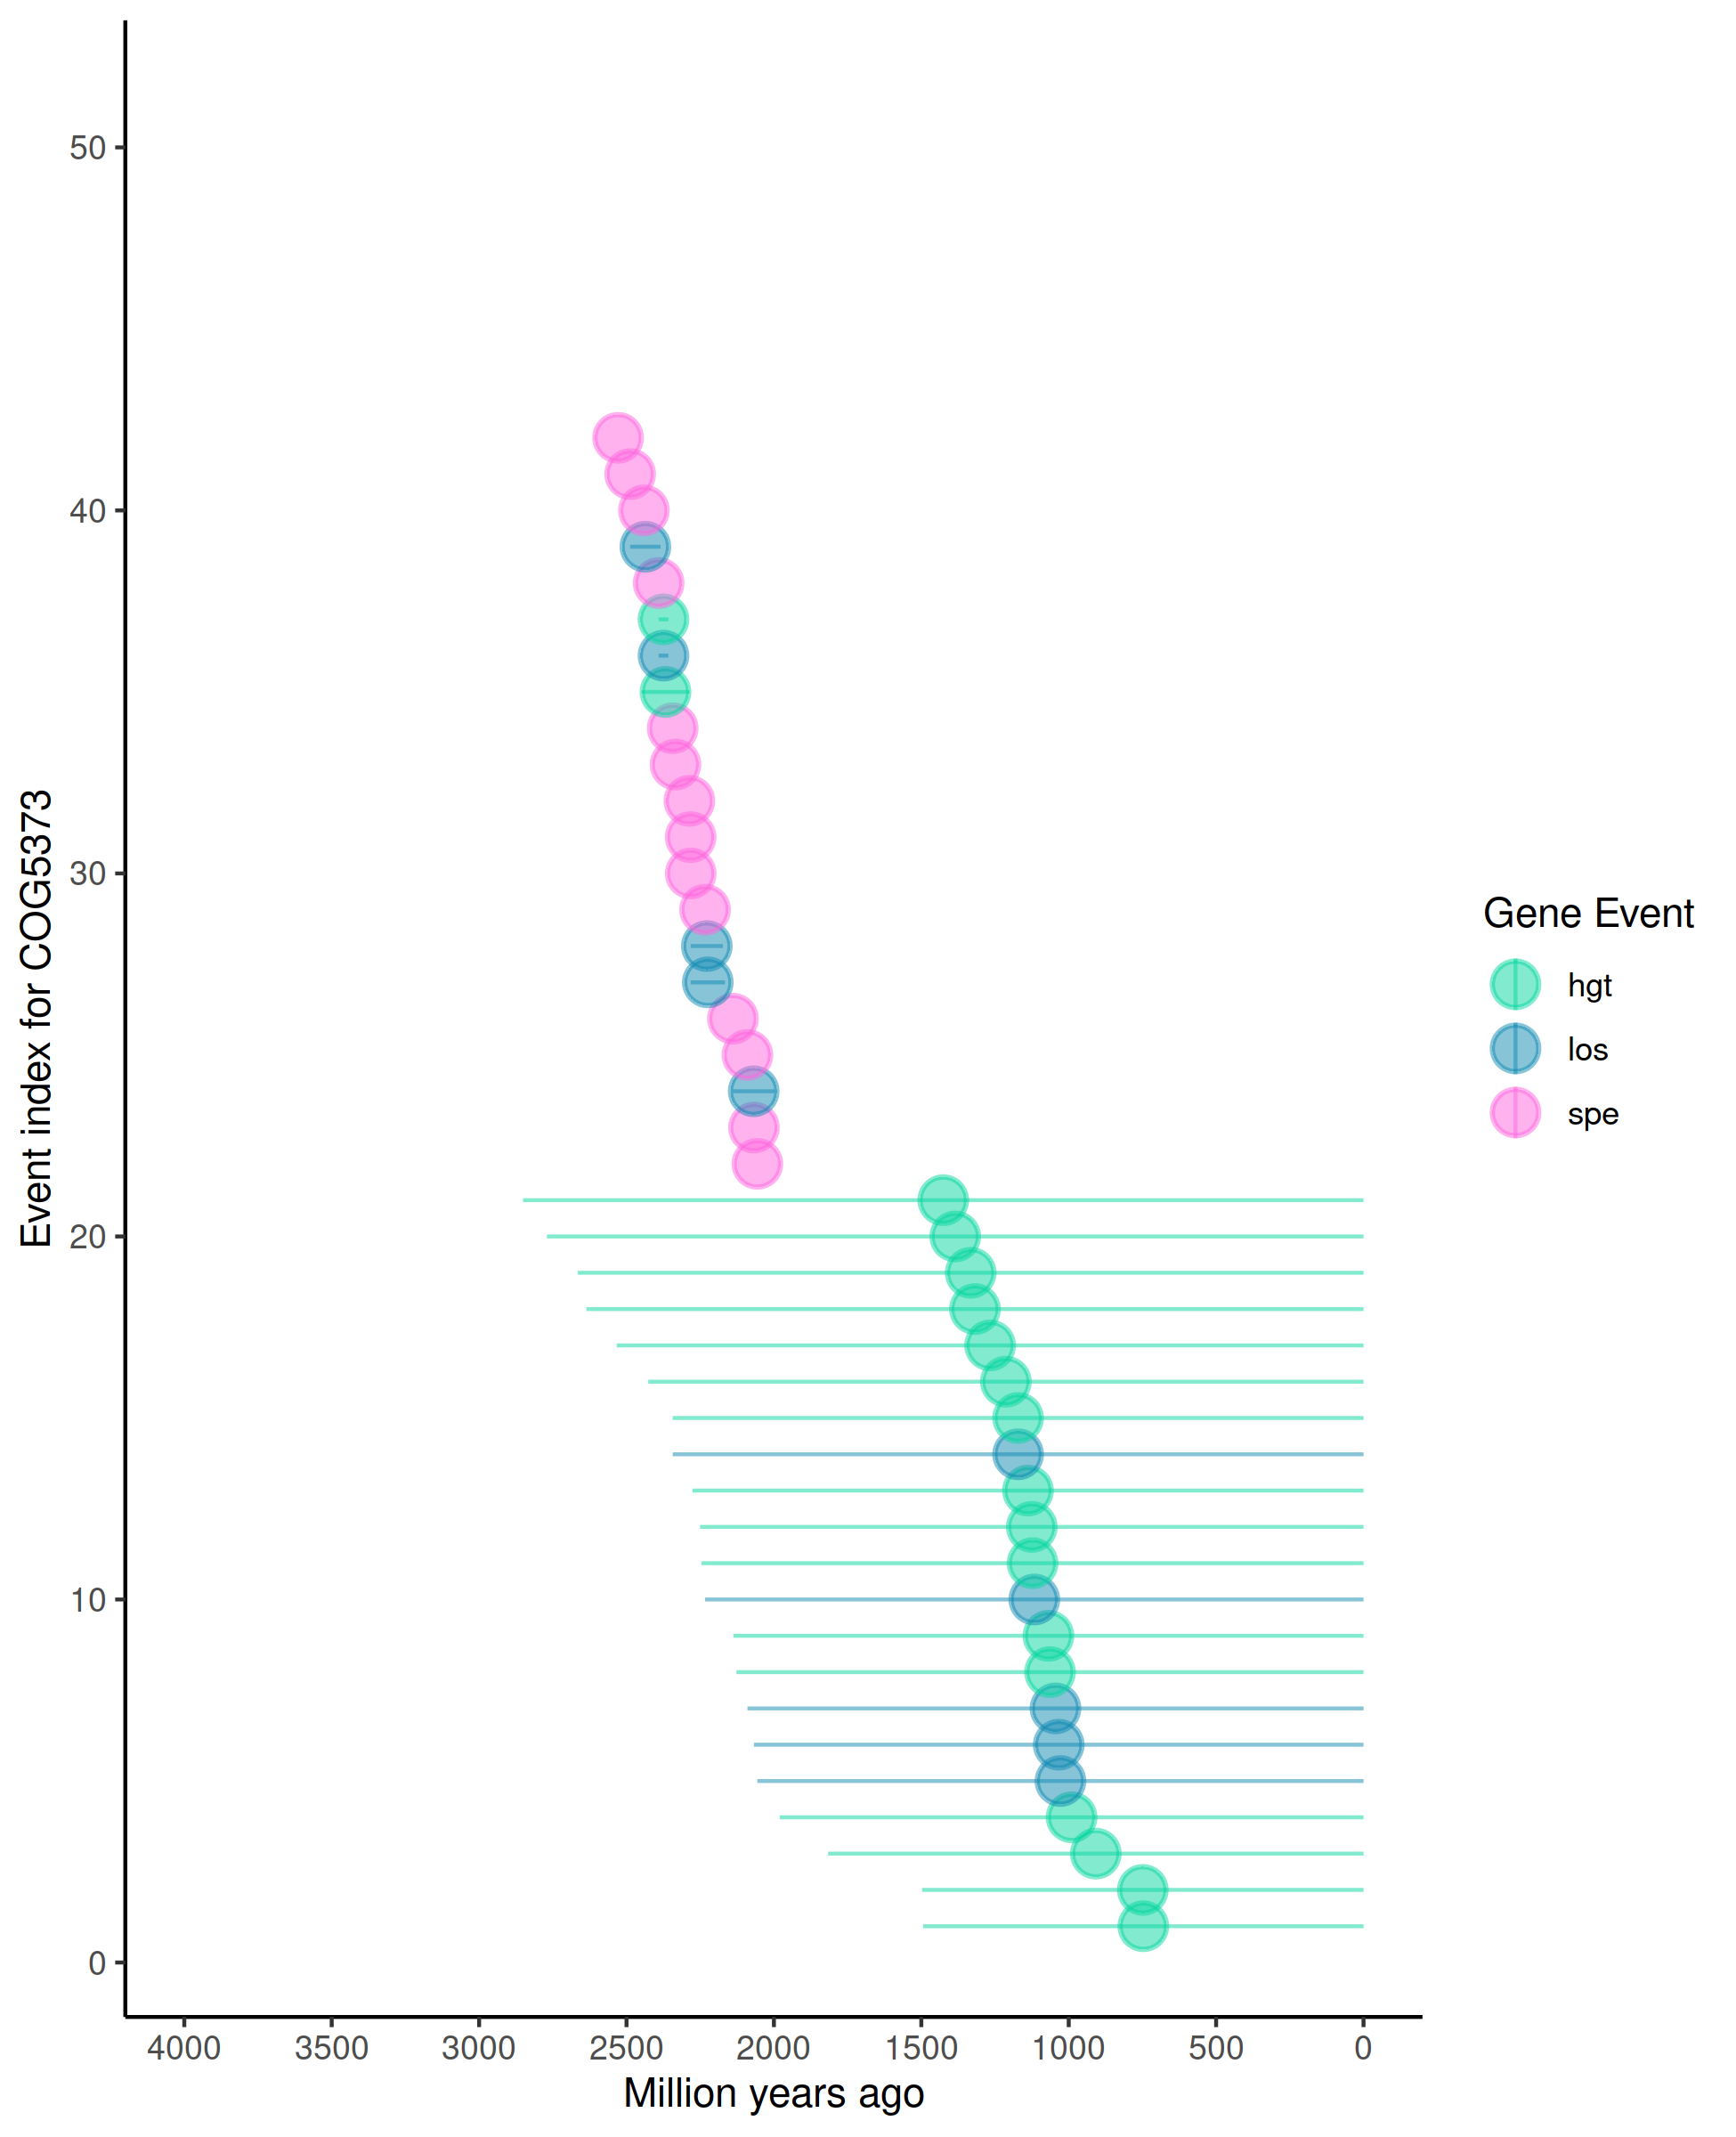 50
40
30
20
10
0
Event index for COG5373
4000 3500 3000 2500 2000 1500 1000 500 0
Million years ago
Gene Event
hgt
los
spe